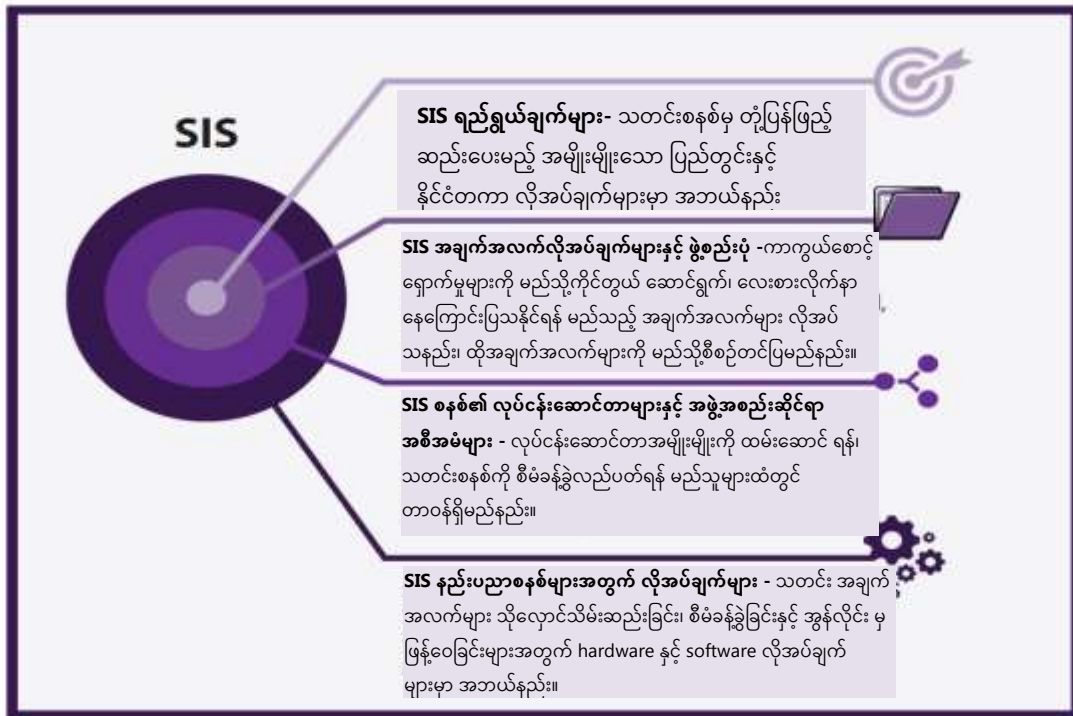 SIS
SIS ရည်ရွယ်ချက်များ- သတင်းစနစ်မှ တုံ့ပြန်ဖြည့်
ဆည်းပေးမည့် အမျိုးမျိုးသော ပြည်တွင်းနှင့်
နိုင်ငံတကာ လိုအပ်ချက်များမှာ အဘယ်နည်း
SIS အချက်အလက်လိုအပ်ချက်များနှင့် ဖွဲ့စည်းပုံ -ကာကွယ်စောင့်
ရှောက်မှုများကို မည်သို့ကိုင်တွယ် ဆောင်ရွက်၊ လေးစားလိုက်နာ
နေကြောင်းပြသနိုင်ရန် မည်သည့် အချက်အလက်များ လိုအပ်
သနည်း၊ ထိုအချက်အလက်များကို မည်သို့စီစဉ်တင်ပြမည်နည်း။
SIS စနစ်၏ လုပ်ငန်းဆောင်တာများနှင့် အဖွဲ့အစည်းဆိုင်ရာ
အစီအမံများ - လုပ်ငန်းဆောင်တာအမျိုးမျိုးကို ထမ်းဆောင် ရန်၊
သတင်းစနစ်ကို စီမံခန့်ခွဲလည်ပတ်ရန် မည်သူများထံတွင်
တာဝန်ရှိမည်နည်း။
SIS နည်းပညာစနစ်များအတွက် လိုအပ်ချက်များ - သတင်း အချက်
အလက်များ သိုလှောင်သိမ်းဆည်းခြင်း၊ စီမံခန့်ခွဲခြင်းနှင့် အွန်လိုင်း မှ
ဖြန့်ဝေခြင်းများအတွက် hardware နှင့် software လိုအပ်ချက်
များမှာ အဘယ်နည်း။